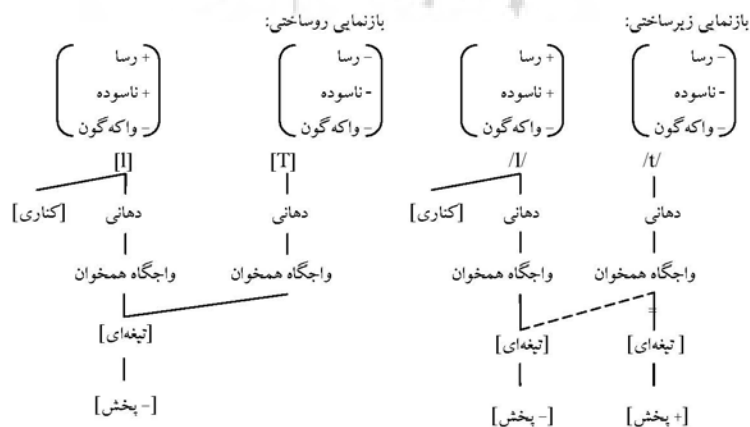 بازنمایی زیرساختی: بازنمایی روساختی:
– رسا + رسا – رسا + رسا
- ناسوده + ناسوده - ناسوده + ناسوده
– واکه‌گون – واکه‌گون – واکه‌گون – واکه‌گون
/t/ /l/ [T] [l]
دهانی دهانی [کناری] دهانی دهانی [کناری]
واجگاه همخوان واجگاه همخوان واجگاه همخوان واجگاه همخوان
=
[تیغه‌ای] [تیغه‌ای] [تیغه‌ای]
[+ پخش] [– پخش] [– پخش]